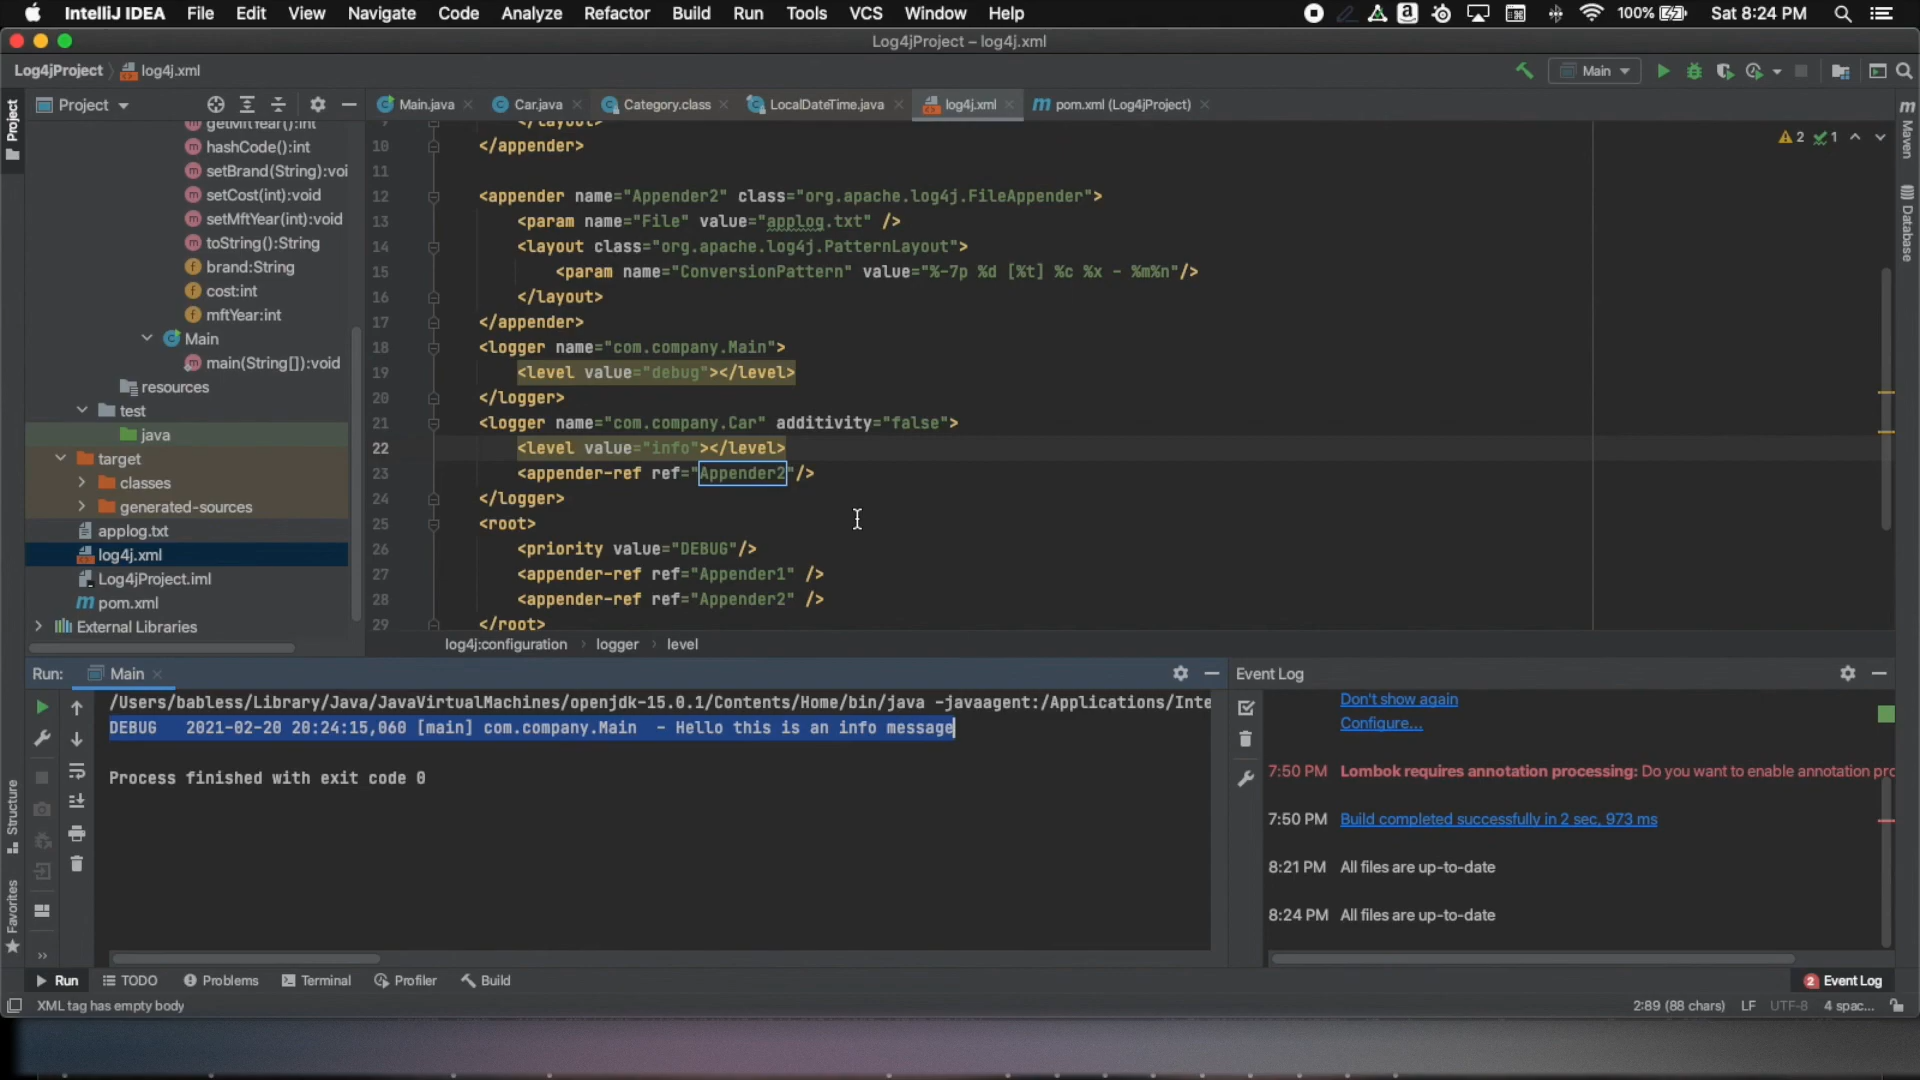 IntelliJ IDEA File Edit View Navigate Code Analyze Refactor Build Run Tools VCS Window Help 100% Sat 8:24 PM
Log4jProject – log4j.xml
Log4jProject log4j.xml Main
Project Main.java Car.java Category.class LocalDateTime.java log4j.xml pom.xml (Log4jProject)
Project
Structure
Favorites
Maven
Database
getMftYear():int
hashCode():int
setBrand(String):voi
setCost(int):void
setMftYear(int):void
toString():String
brand:String
cost:int
mftYear:int
Main
main(String[]):void
resources
test
java
target
classes
generated-sources
applog.txt
log4j.xml
Log4jProject.iml
pom.xml
External Libraries
2 1
9 </layout>
10 </appender>
11
12 <appender name="Appender2" class="org.apache.log4j.FileAppender">
13 <param name="File" value="applog.txt" />
14 <layout class="org.apache.log4j.PatternLayout">
15 <param name="ConversionPattern" value="%-7p %d [%t] %c %x - %m%n"/>
16 </layout>
17 </appender>
18 <logger name="com.company.Main">
19 <level value="debug"></level>
20 </logger>
21 <logger name="com.company.Car" additivity="false">
22 <level value="info"></level>
23 <appender-ref ref="Appender2"/>
24 </logger>
25 <root>
26 <priority value="DEBUG"/>
27 <appender-ref ref="Appender1" />
28 <appender-ref ref="Appender2" />
29 </root>
log4j:configuration logger level
Run: Main
/Users/babless/Library/Java/JavaVirtualMachines/openjdk-15.0.1/Contents/Home/bin/java -javaagent:/Applications/Inte
DEBUG 2021-02-20 20:24:15,060 [main] com.company.Main - Hello this is an info message
Process finished with exit code 0
Event Log
Don't show again
Configure...
7:50 PM Lombok requires annotation processing: Do you want to enable annotation prc
7:50 PM Build completed successfully in 2 sec, 973 ms
8:21 PM All files are up-to-date
8:24 PM All files are up-to-date
Run TODO Problems Terminal Profiler Build 2 Event Log
XML tag has empty body 2:89 (88 chars) LF UTF-8 4 spac...